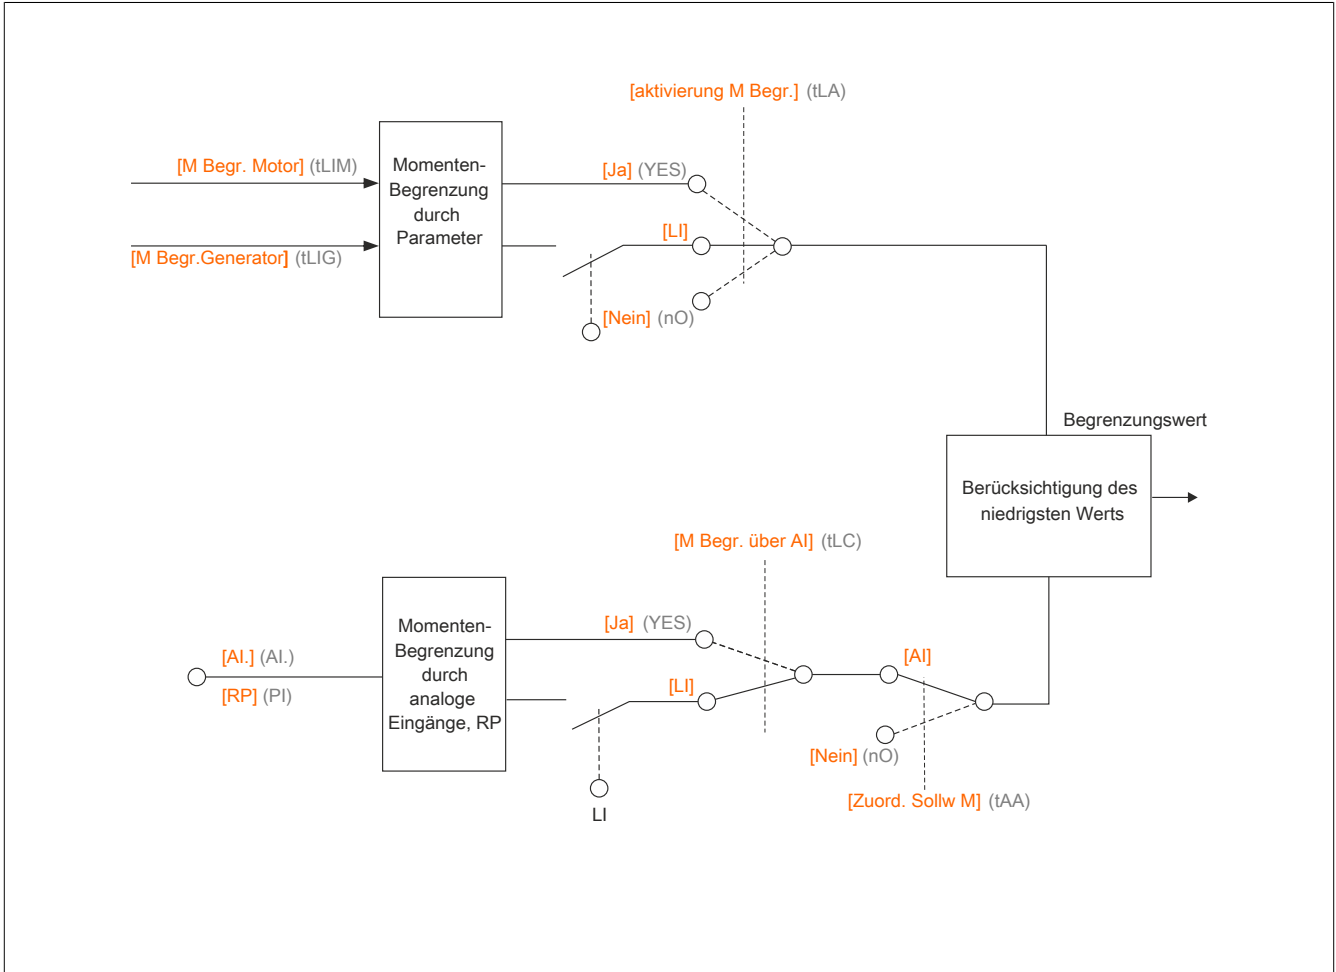 [aktivierung M Begr.] (tLA)
[M Begr. Motor] (tLIM)
Momenten-
Begrenzung
durch
Parameter
[Ja] (YES)
[LI]
[M Begr.Generator] (tLIG)
[Nein] (nO)
Begrenzungswert
Berücksichtigung des
niedrigsten Werts
[M Begr. über AI] (tLC)
Momenten-
Begrenzung
durch
analoge
Eingänge, RP
[Ja] (YES)
[AI.] (AI.)
[RP] (PI)
[LI]
[AI]
[Nein] (nO)
[Zuord. Sollw M] (tAA)
LI